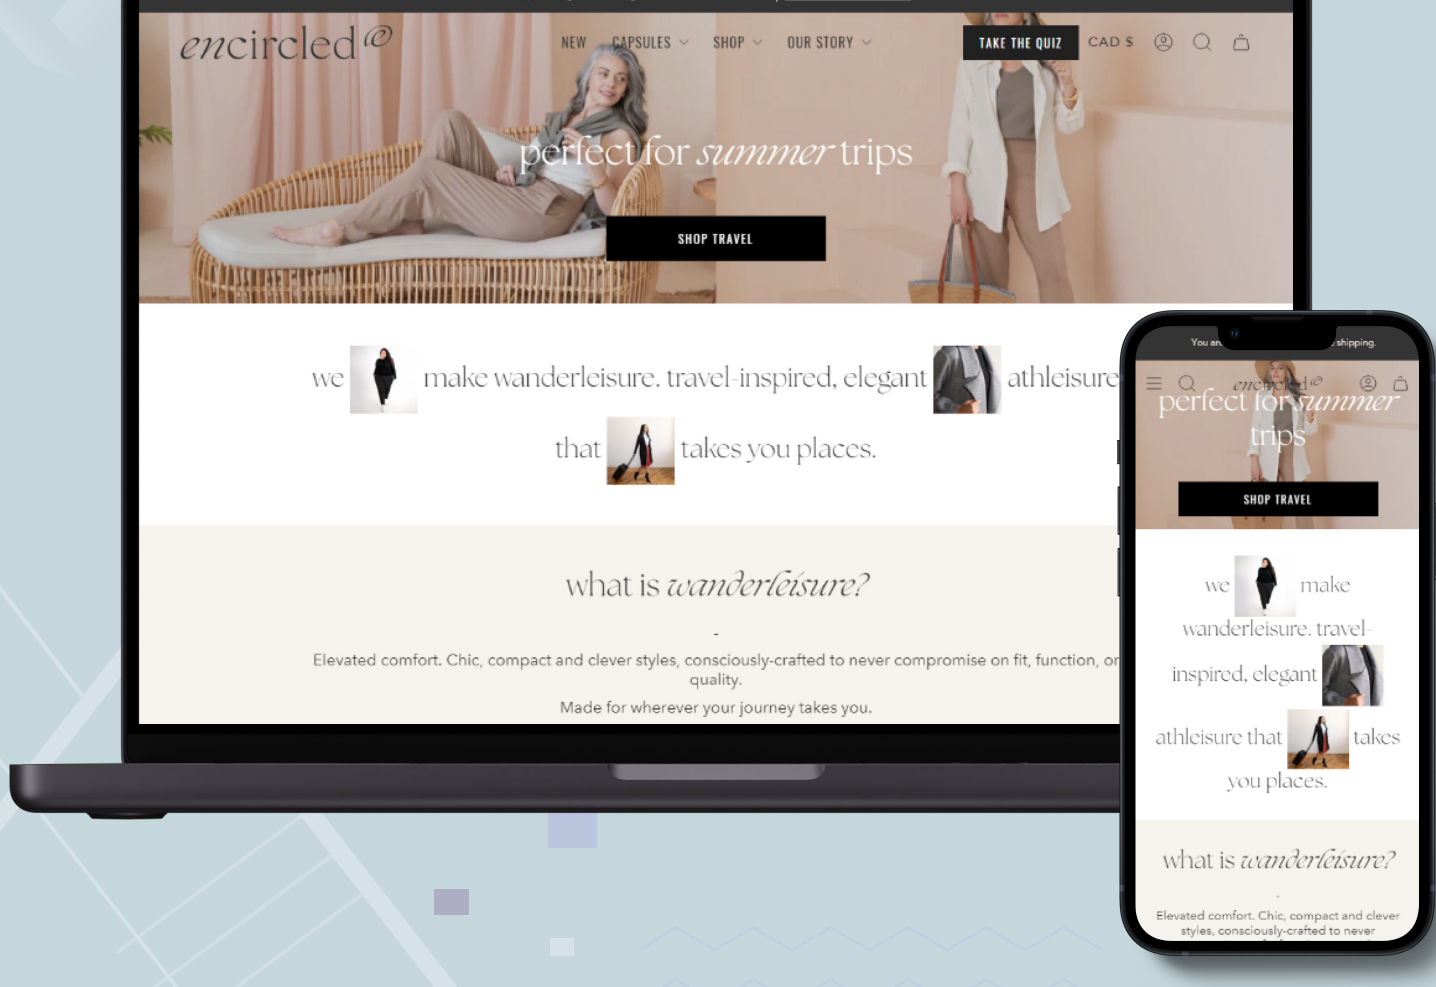 encircled
NEW CAPSULES SHOP OUR STORY TAKE THE QUIZ CAD $
perfect for summer trips
SHOP TRAVEL
we make wanderleisure. travel-inspired, elegant athleisure
that takes you places.
what is wanderleisure?
-
Elevated comfort. Chic, compact and clever styles, consciously-crafted to never compromise on fit, function, or
quality.
Made for wherever your journey takes you.
You are shipping.
encircled
perfect for summer
trips
SHOP TRAVEL
we make
wanderleisure. travel-
inspired, elegant
athleisure that takes
you places.
what is wanderleisure?
-
Elevated comfort. Chic, compact and clever
styles, consciously-crafted to never